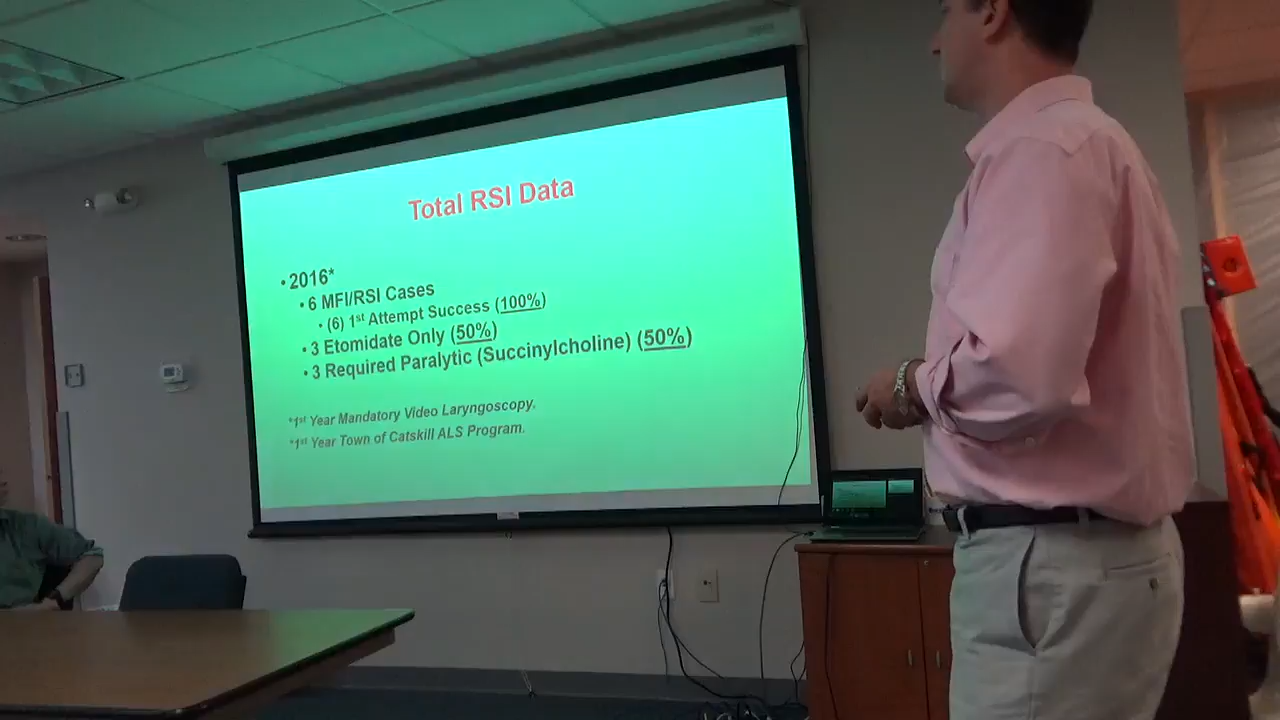 Total RSI Data
• 2016*
• 6 MFI/RSI Cases
• (6) 1st Attempt Success (100%)
• 3 Etomidate Only (50%)
• 3 Required Paralytic (Succinylcholine) (50%)
*1st Year Mandatory Video Laryngoscopy.
*1st Year Town of Catskill ALS Program.